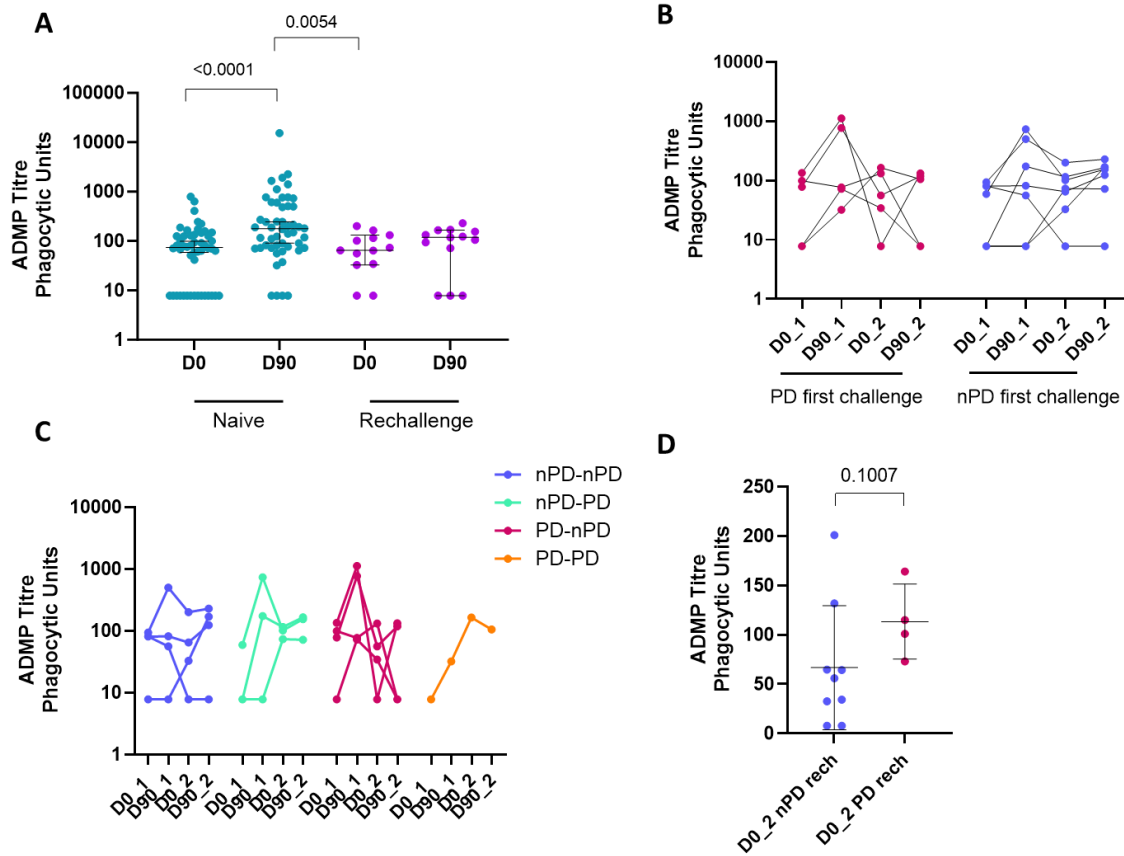 A
0.0054
<0.0001
ADMP Titre
Phagocytic Units
100000
10000
1000
100
10
1
D0
D90
D0
D90
Naive
Rechallenge
B
ADMP Titre
Phagocytic Units
10000
1000
100
10
1
D0_1
D90_1
D0_2
D90_2
D0_1
D90_1
D0_2
D90_2
PD first challenge
nPD first challenge
C
nPD-nPD
nPD-PD
PD-nPD
PD-PD
ADMP Titre
Phagocytic Units
10000
1000
100
10
1
D0_1
D90_1
D0_2
D90_2
D0_1
D90_1
D0_2
D90_2
D0_1
D90_1
D0_2
D90_2
D0_1
D90_1
D0_2
D90_2
D
0.1007
ADMP Titre
Phagocytic Units
250
200
150
100
50
0
D0_2 nPD rech
D0_2 PD rech